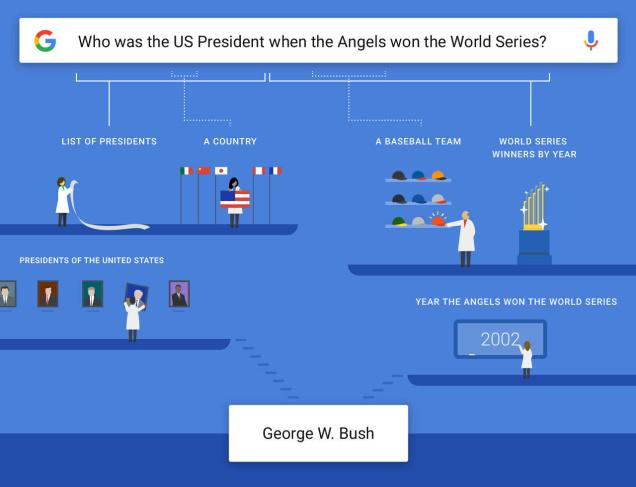 Who was the US President when the Angels won the World Series?
LIST OF PRESIDENTS
A COUNTRY
A BASEBALL TEAM
WORLD SERIES
WINNERS BY YEAR
PRESIDENTS OF THE UNITED STATES
YEAR THE ANGELS WON THE WORLD SERIES
2002
George W. Bush